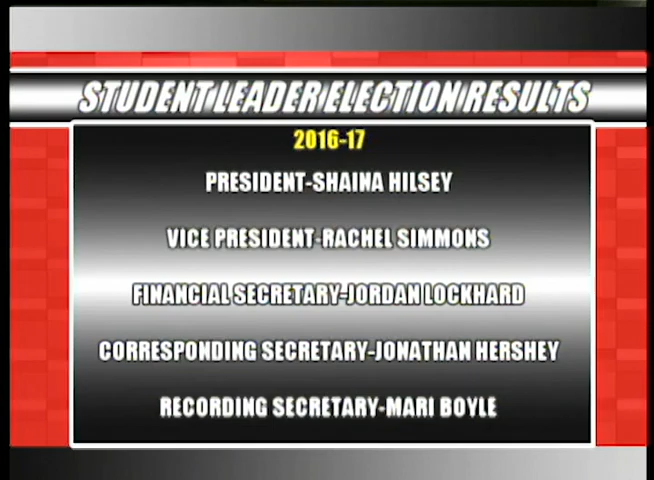 STUDENT LEADER ELECTION RESULTS
2016-17
PRESIDENT-SHAINA HILSEY
VICE PRESIDENT-RACHEL SIMMONS
FINANCIAL SECRETARY-JORDAN LOCKHARD
CORRESPONDING SECRETARY-JONATHAN HERSHEY
RECORDING SECRETARY-MARI BOYLE